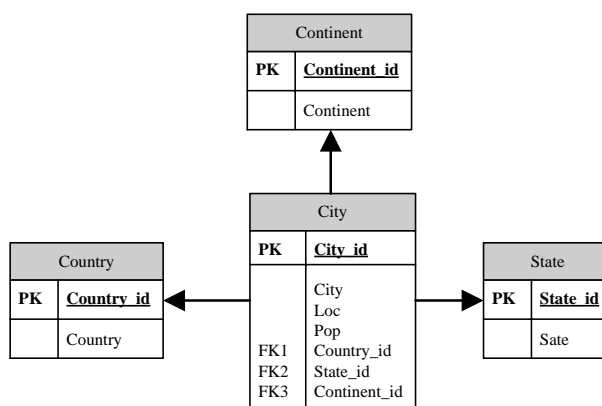 Continent
PK Continent_id
Continent
City
PK City_id
City
Loc
Pop
FK1 Country_id
FK2 State_id
FK3 Continent_id
Country
PK Country_id
Country
State
PK State_id
Sate